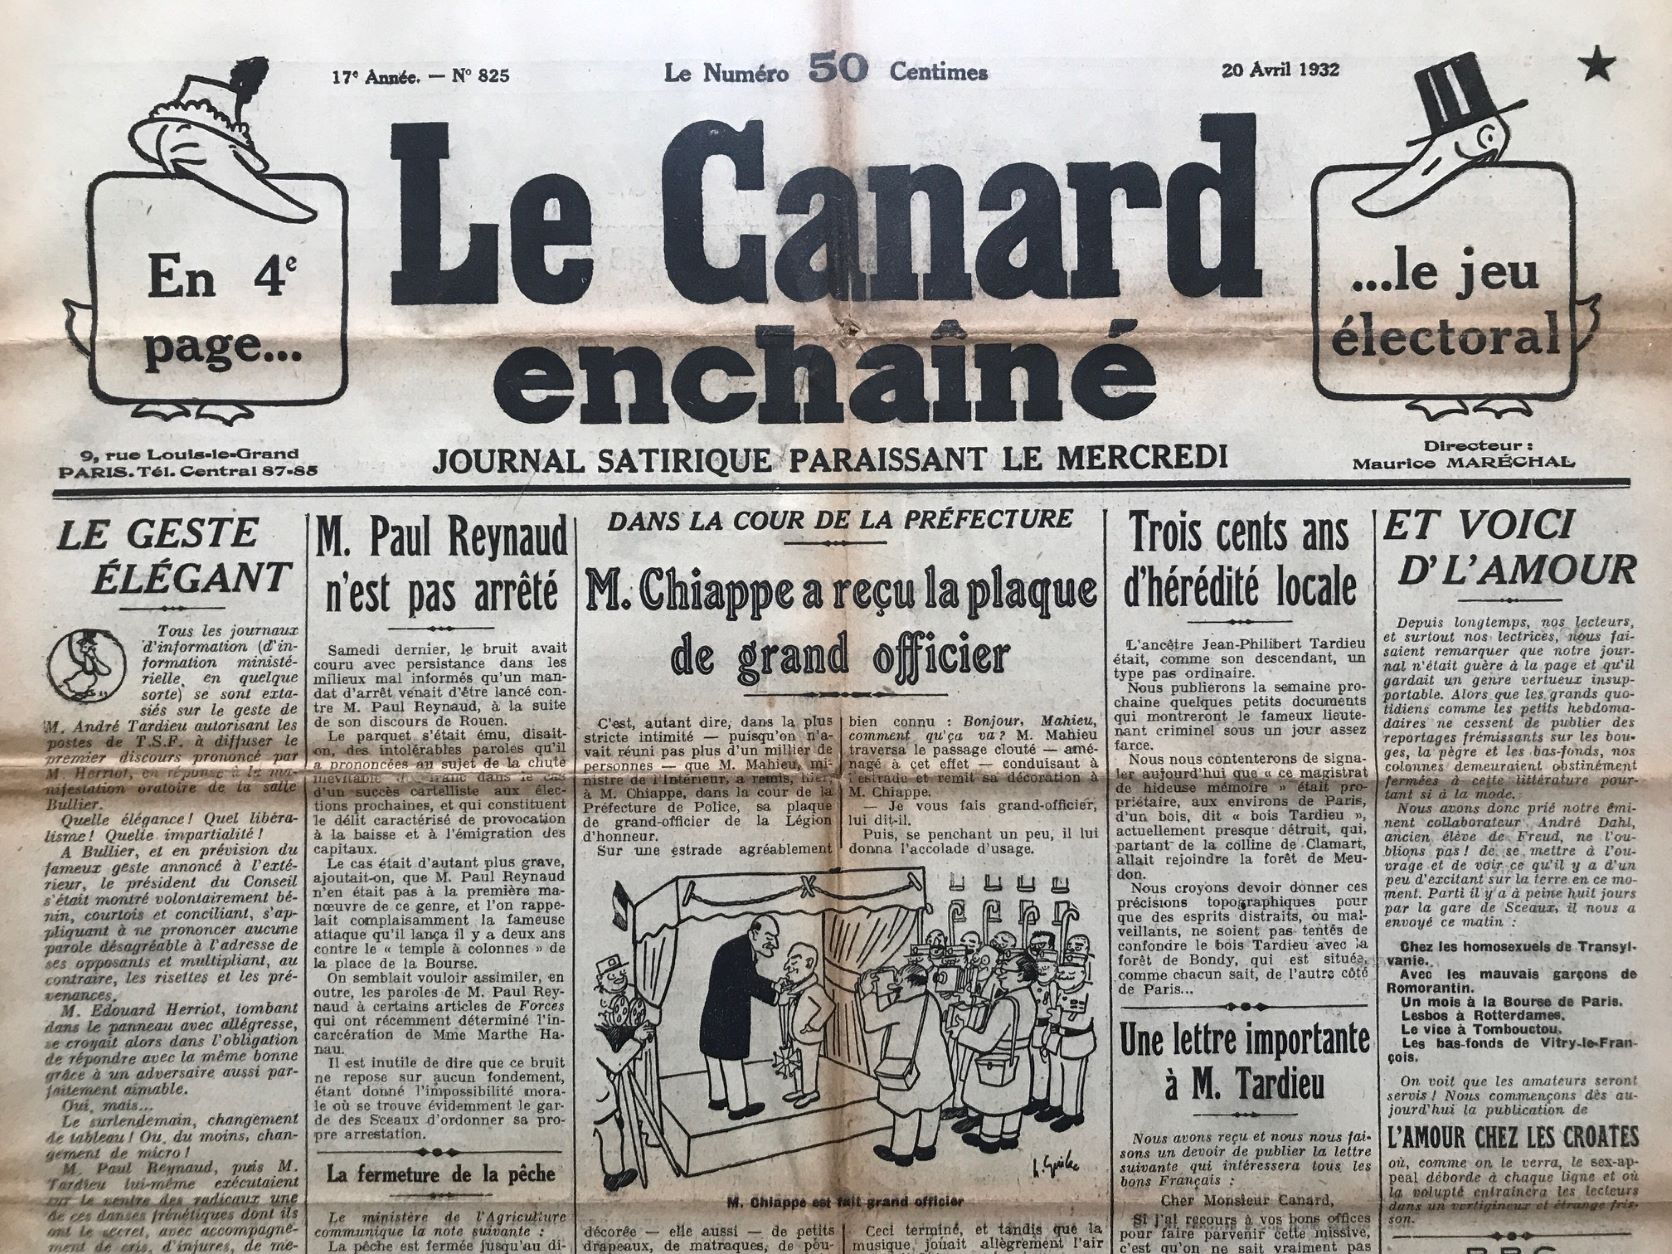 17e Année. — No 825
Le Numéro 50 Centimes
20 Avril 1932
Le Canard
enchaîné
En 4e
page...
...le jeu
électoral
9, rue Louis-le-Grand
PARIS. Tél. Central 87-85
JOURNAL SATIRIQUE PARAISSANT LE MERCREDI
Directeur :
Maurice MARÉCHAL
LE GESTE
ÉLÉGANT
Tous les journaux
d'information (d'in-
formation ministé-
rielle, en quelque
sorte) se sont exta-
siés sur le geste de
M. André Tardieu autorisant les
postes de T.S.F. à diffuser le
premier discours prononcé par
M Herriot, en réponse à la ma-
nifestation oratoire de la salle
Bullier.
Quelle élégance ! Quel libéra-
lisme ! Quelle impartialité !
A Bullier, et en prévision du
fameux geste annoncé à l'exté-
rieur, le président du Conseil
s'était montré volontairement bé-
nin, courtois et conciliant, s'ap-
pliquant à ne prononcer aucune
parole désagréable à l'adresse de
ses opposants et multipliant, au
contraire, les risettes et les pré-
venances.
M. Edouard Herriot, tombant
dans le panneau avec allégresse,
se croyait alors dans l'obligation
de répondre avec la même bonne
grâce à un adversaire aussi par-
faitement aimable.
Oui, mais...
Le surlendemain, changement
de tableau ! Ou, du moins, chan-
gement de micro !
M. Paul Reynaud, puis M.
Tardieu lui-même exécutaient
sur le ventre des radicaux une
de ces danses frénétiques dont ils
ont le secret, avec accompagne-
ment de cris, d'injures, de me-
M. Paul Reynaud
n'est pas arrêté
Samedi dernier, le bruit avait
couru avec persistance dans les
milieux mal informés qu'un man-
dat d'arrêt venait d'être lancé con-
tre M. Paul Reynaud, à la suite
de son discours de Rouen.
Le parquet s'était ému, disait-
on, des intolérables paroles qu'il
a prononcées au sujet de la chute
inévitable du franc dans le cas
d'un succès cartelliste aux élec-
tions prochaines, et qui constituent
le délit caractérisé de provocation
à la baisse et à l'émigration des
capitaux.
Le cas était d'autant plus grave,
ajoutait-on, que M. Paul Reynaud
n'en était pas à la première ma-
nœuvre de ce genre, et l'on rappe-
lait complaisamment la fameuse
attaque qu'il lança il y a deux ans
contre le « temple à colonnes » de
la place de la Bourse.
On semblait vouloir assimiler, en
outre, les paroles de M. Paul Rey-
naud à certains articles de Forces
qui ont récemment déterminé l'in-
carcération de Mme Marthe Ha-
nau.
Il est inutile de dire que ce bruit
ne repose sur aucun fondement,
étant donné l'impossibilité mora-
le où se trouve évidemment le gar-
de des Sceaux d'ordonner sa pro-
pre arrestation.
La fermeture de la pêche
Le ministère de l'Agriculture
communique la note suivante :
La pêche est fermée jusqu'au di-
DANS LA COUR DE LA PRÉFECTURE
M. Chiappe a reçu la plaque
de grand officier
C'est, autant dire, dans la plus
stricte intimité — puisqu'on n'a-
vait réuni pas plus d'un millier de
personnes — que M. Mahieu, mi-
nistre de l'Intérieur, a remis, hier,
à M. Chiappe, dans la cour de la
Préfecture de Police, sa plaque
de grand-officier de la Légion
d'honneur.
Sur une estrade agréablement
bien connu : Bonjour, Mahieu,
comment qu'ça va ? M. Mahieu
traversa le passage clouté — amé-
nagé à cet effet — conduisant à
l'estrade et remit sa décoration à
M. Chiappe.
— Je vous fais grand-officier,
lui dit-il.
Puis, se penchant un peu, il lui
donna l'accolade d'usage.
M. Chiappe est fait grand officier
décorée — elle aussi — de petits
drapeaux, de matraques, de pou-
Ceci terminé, et tandis que la
musique, jouait allègrement l'air
Trois cents ans
d'hérédité locale
L'ancêtre Jean-Philibert Tardieu
était, comme son descendant, un
type pas ordinaire.
Nous publierons la semaine pro-
chaine quelques petits documents
qui montreront le fameux lieute-
nant criminel sous un jour assez
farce.
Nous nous contenterons de signa-
ler aujourd'hui que « ce magistrat
de hideuse mémoire » était pro-
priétaire, aux environs de Paris,
d'un bois, dit « bois Tardieu »,
actuellement presque détruit, qui,
partant de la colline de Clamart,
allait rejoindre la forêt de Meu-
don.
Nous croyons devoir donner ces
précisions topographiques pour
que des esprits distraits, ou mal-
veillants, ne soient pas tentés de
confondre le bois Tardieu avec la
forêt de Bondy, qui est située,
comme chacun sait, de l'autre côté
de Paris...
Une lettre importante
à M. Tardieu
Nous avons reçu et nous nous fai-
sons un devoir de publier la lettre
suivante qui intéressera tous les
bons Français :
Cher Monsieur Canard,
Si j'ai recours à vos bons offices
pour faire parvenir cette missive,
c'est qu'on ne sait vraiment pas
ET VOICI
D' L'AMOUR
Depuis longtemps, nos lecteurs,
et surtout nos lectrices, nous fai-
saient remarquer que notre jour-
nal n'était guère à la page et qu'il
gardait un genre vertueux insup-
portable. Alors que les grands quo-
tidiens comme les petits hebdoma-
daires ne cessent de publier des
reportages frémissants sur les bou-
ges, la pègre et les bas-fonds, nos
colonnes demeuraient obstinément
fermées à cette littérature pour-
tant si à la mode.
Nous avons donc prié notre émi-
nent collaborateur André Dahl,
ancien élève de Freud, ne l'ou-
blions pas ! de se mettre à l'ou-
vrage et de voir ce qu'il y a d'un
peu d'excitant sur la terre en ce mo-
ment. Parti il y a à peine huit jours
par la gare de Sceaux, il nous a
envoyé ce matin :
Chez les homosexuels de Transyl-
vanie.
Avec les mauvais garçons de
Romorantin.
Un mois à la Bourse de Paris.
Lesbos à Rotterdames.
Le vice à Tombouctou.
Les bas-fonds de Vitry-le-Fran-
çois.
On voit que les amateurs seront
servis ! Nous commençons dès au-
jourd'hui la publication de
L'AMOUR CHEZ LES CROATES
où, comme on le verra, le sex-ap-
peal déborde à chaque ligne et où
la volupté entraînera les lecteurs
dans un vertigineux et étrange fris-
son.